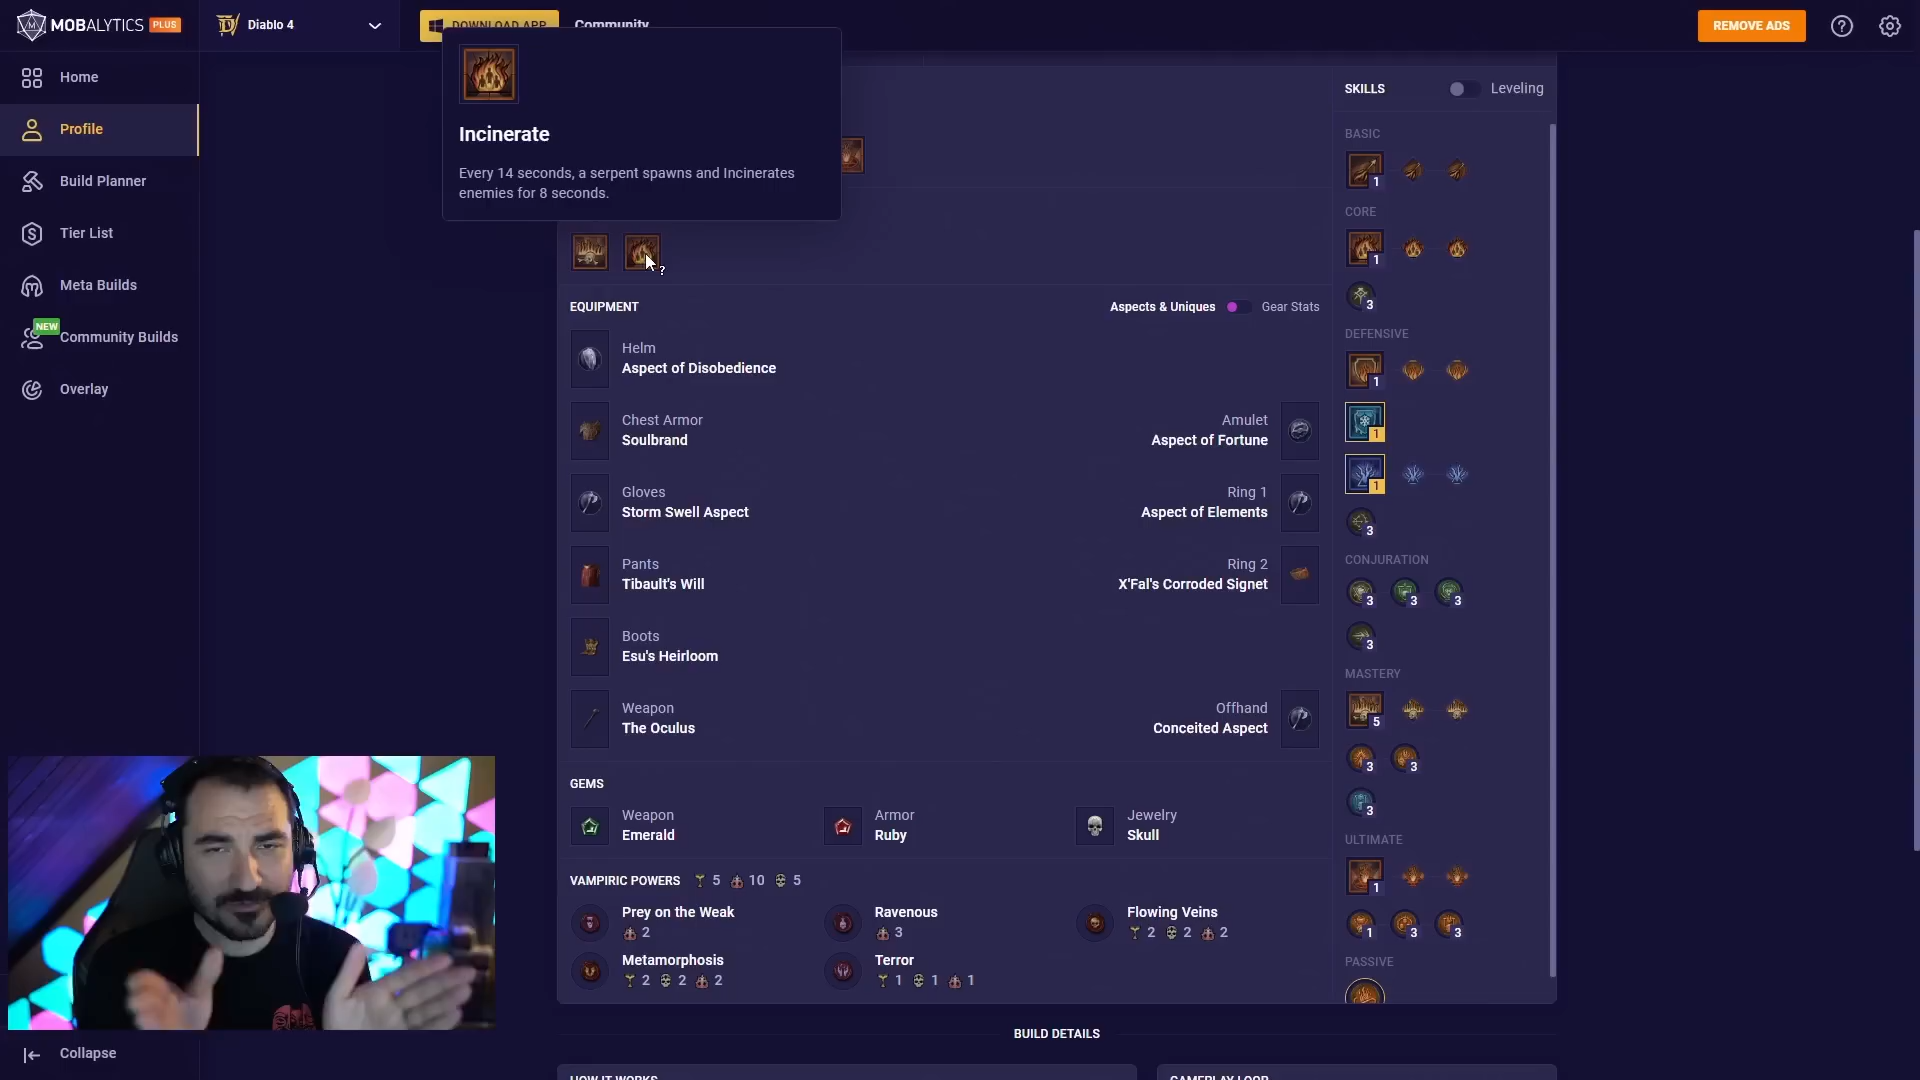 MOBALYTICS PLUS
Diablo 4
DOWNLOAD APP
Community
REMOVE ADS
Home
Profile
Build Planner
Tier List
Meta Builds
NEW
Community Builds
Overlay
Collapse
Incinerate
Every 14 seconds, a serpent spawns and Incinerates
enemies for 8 seconds.
?
EQUIPMENT
Aspects & Uniques
Gear Stats
Helm
Aspect of Disobedience
Chest Armor
Soulbrand
Amulet
Aspect of Fortune
Gloves
Storm Swell Aspect
Ring 1
Aspect of Elements
Pants
Tibault's Will
Ring 2
X'Fal's Corroded Signet
Boots
Esu's Heirloom
Weapon
The Oculus
Offhand
Conceited Aspect
GEMS
Weapon
Emerald
Armor
Ruby
Jewelry
Skull
VAMPIRIC POWERS 5 10 5
Prey on the Weak
2
Ravenous
3
Flowing Veins
2 2 2
Metamorphosis
2 2 2
Terror
1 1 1
SKILLS
Leveling
BASIC
1
CORE
1
3
DEFENSIVE
1
1
1
3
CONJURATION
3 3 3
3
MASTERY
5
3 3
3
ULTIMATE
1
1 3 3
PASSIVE
BUILD DETAILS
HOW IT WORKS
GAMEPLAY LOOP